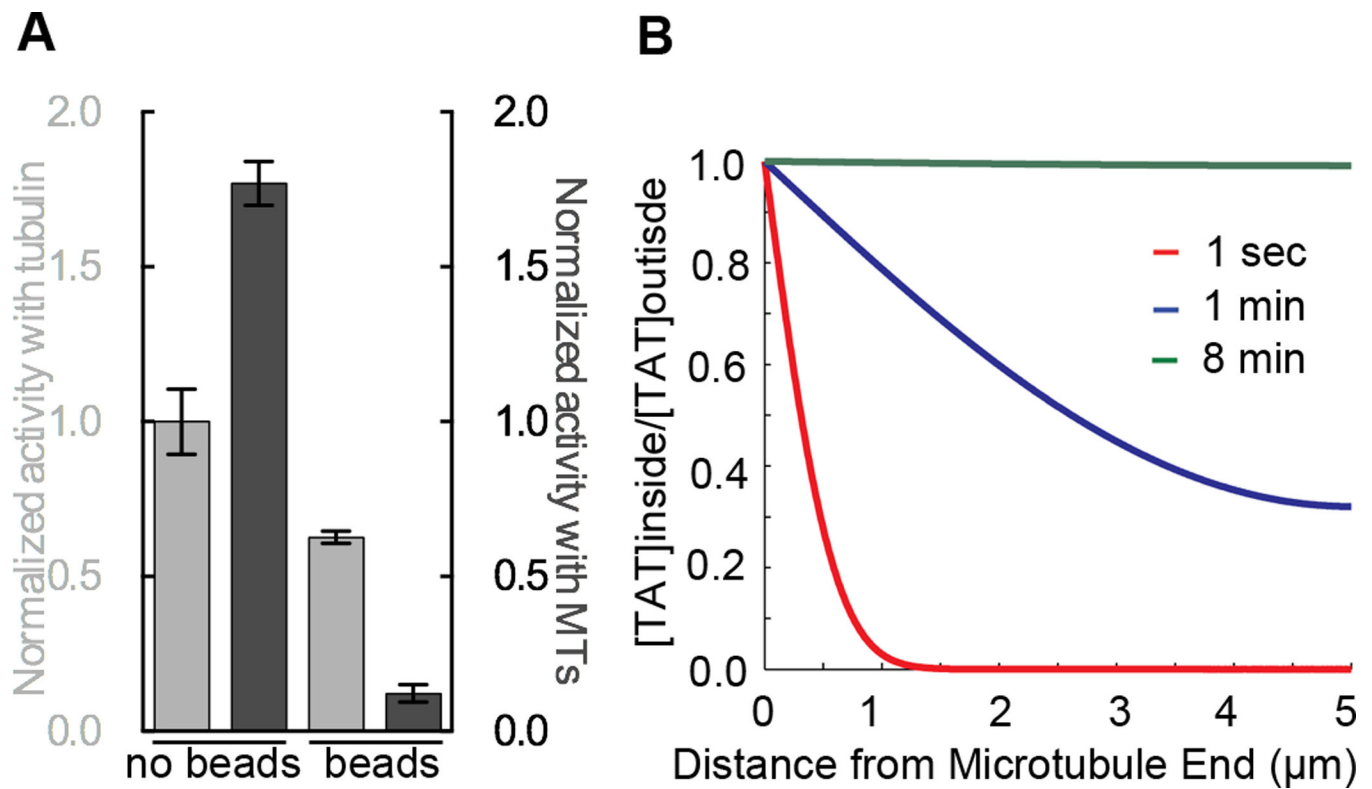 A
Normalized activity with tubulin
2.0
1.5
1.0
0.5
0.0
2.0
1.5
1.0
0.5
0.0
Normalized activity with MTs
no beads
beads
B
[TAT]inside/[TAT]outisde
1.0
0.8
0.6
0.4
0.2
0.0
1 sec
1 min
8 min
0 1 2 3 4 5
Distance from Microtubule End (μm)